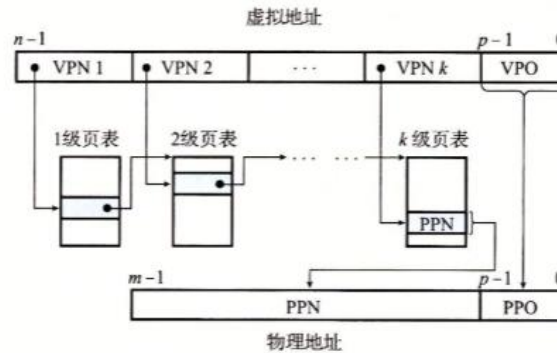 虚拟地址
n-1 p-1
VPN 1 VPN 2 ··· VPN k VPO
1级页表 2级页表 k 级页表
··· ···
PPN
m-1 p-1
PPN PPO
物理地址